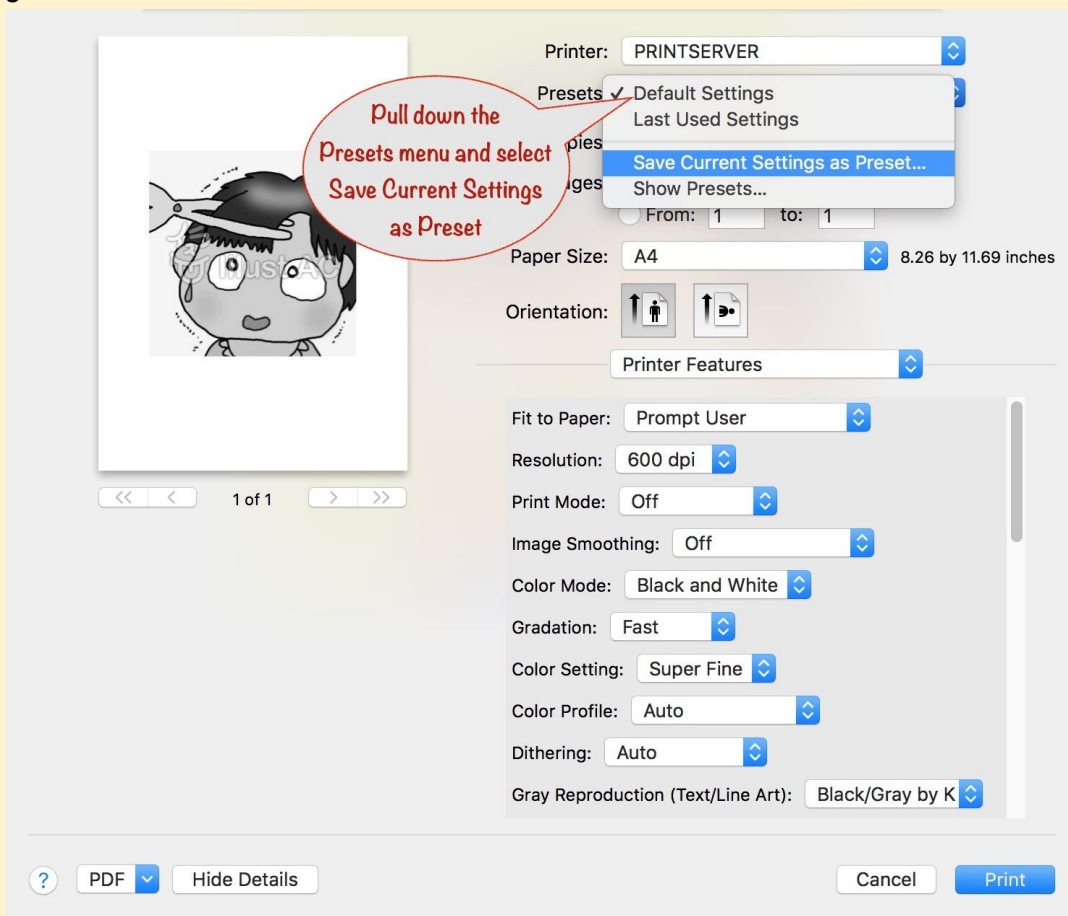 Printer: PRINTSERVER
Presets ✓ Default Settings
Last Used Settings
Save Current Settings as Preset...
Show Presets...
Pull down the
Presets menu and select
Save Current Settings
as Preset
pies
ges
From: 1 to: 1
Paper Size: A4 8.26 by 11.69 inches
Orientation:
Printer Features
Fit to Paper: Prompt User
Resolution: 600 dpi
Print Mode: Off
Image Smoothing: Off
Color Mode: Black and White
Gradation: Fast
Color Setting: Super Fine
Color Profile: Auto
Dithering: Auto
Gray Reproduction (Text/Line Art): Black/Gray by K
illust AC
<< < 1 of 1 > >>
? PDF Hide Details Cancel Print